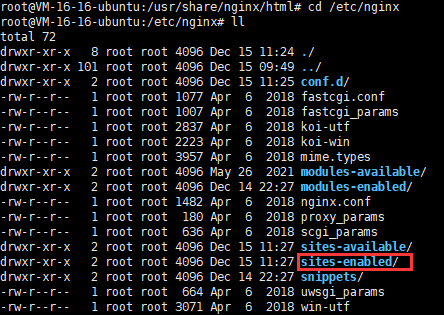 root@VM-16-16-ubuntu:/usr/share/nginx/html# cd /etc/nginx
root@VM-16-16-ubuntu:/etc/nginx# ll
total 72
drwxr-xr-x 8 root root 4096 Dec 15 11:24 ./
drwxr-xr-x 101 root root 4096 Dec 15 09:49 ../
drwxr-xr-x 2 root root 4096 Dec 15 11:25 conf.d/
-rw-r--r-- 1 root root 1077 Apr 6 2018 fastcgi.conf
-rw-r--r-- 1 root root 1007 Apr 6 2018 fastcgi_params
-rw-r--r-- 1 root root 2837 Apr 6 2018 koi-utf
-rw-r--r-- 1 root root 2223 Apr 6 2018 koi-win
-rw-r--r-- 1 root root 3957 Apr 6 2018 mime.types
drwxr-xr-x 2 root root 4096 May 26 2021 modules-available/
drwxr-xr-x 2 root root 4096 Dec 14 22:27 modules-enabled/
-rw-r--r-- 1 root root 1482 Apr 6 2018 nginx.conf
-rw-r--r-- 1 root root 180 Apr 6 2018 proxy_params
-rw-r--r-- 1 root root 636 Apr 6 2018 scgi_params
drwxr-xr-x 2 root root 4096 Dec 15 11:27 sites-available/
drwxr-xr-x 2 root root 4096 Dec 15 11:27 sites-enabled/
drwxr-xr-x 2 root root 4096 Dec 14 22:27 snippets/
-rw-r--r-- 1 root root 664 Apr 6 2018 uwsgi_params
-rw-r--r-- 1 root root 3071 Apr 6 2018 win-utf